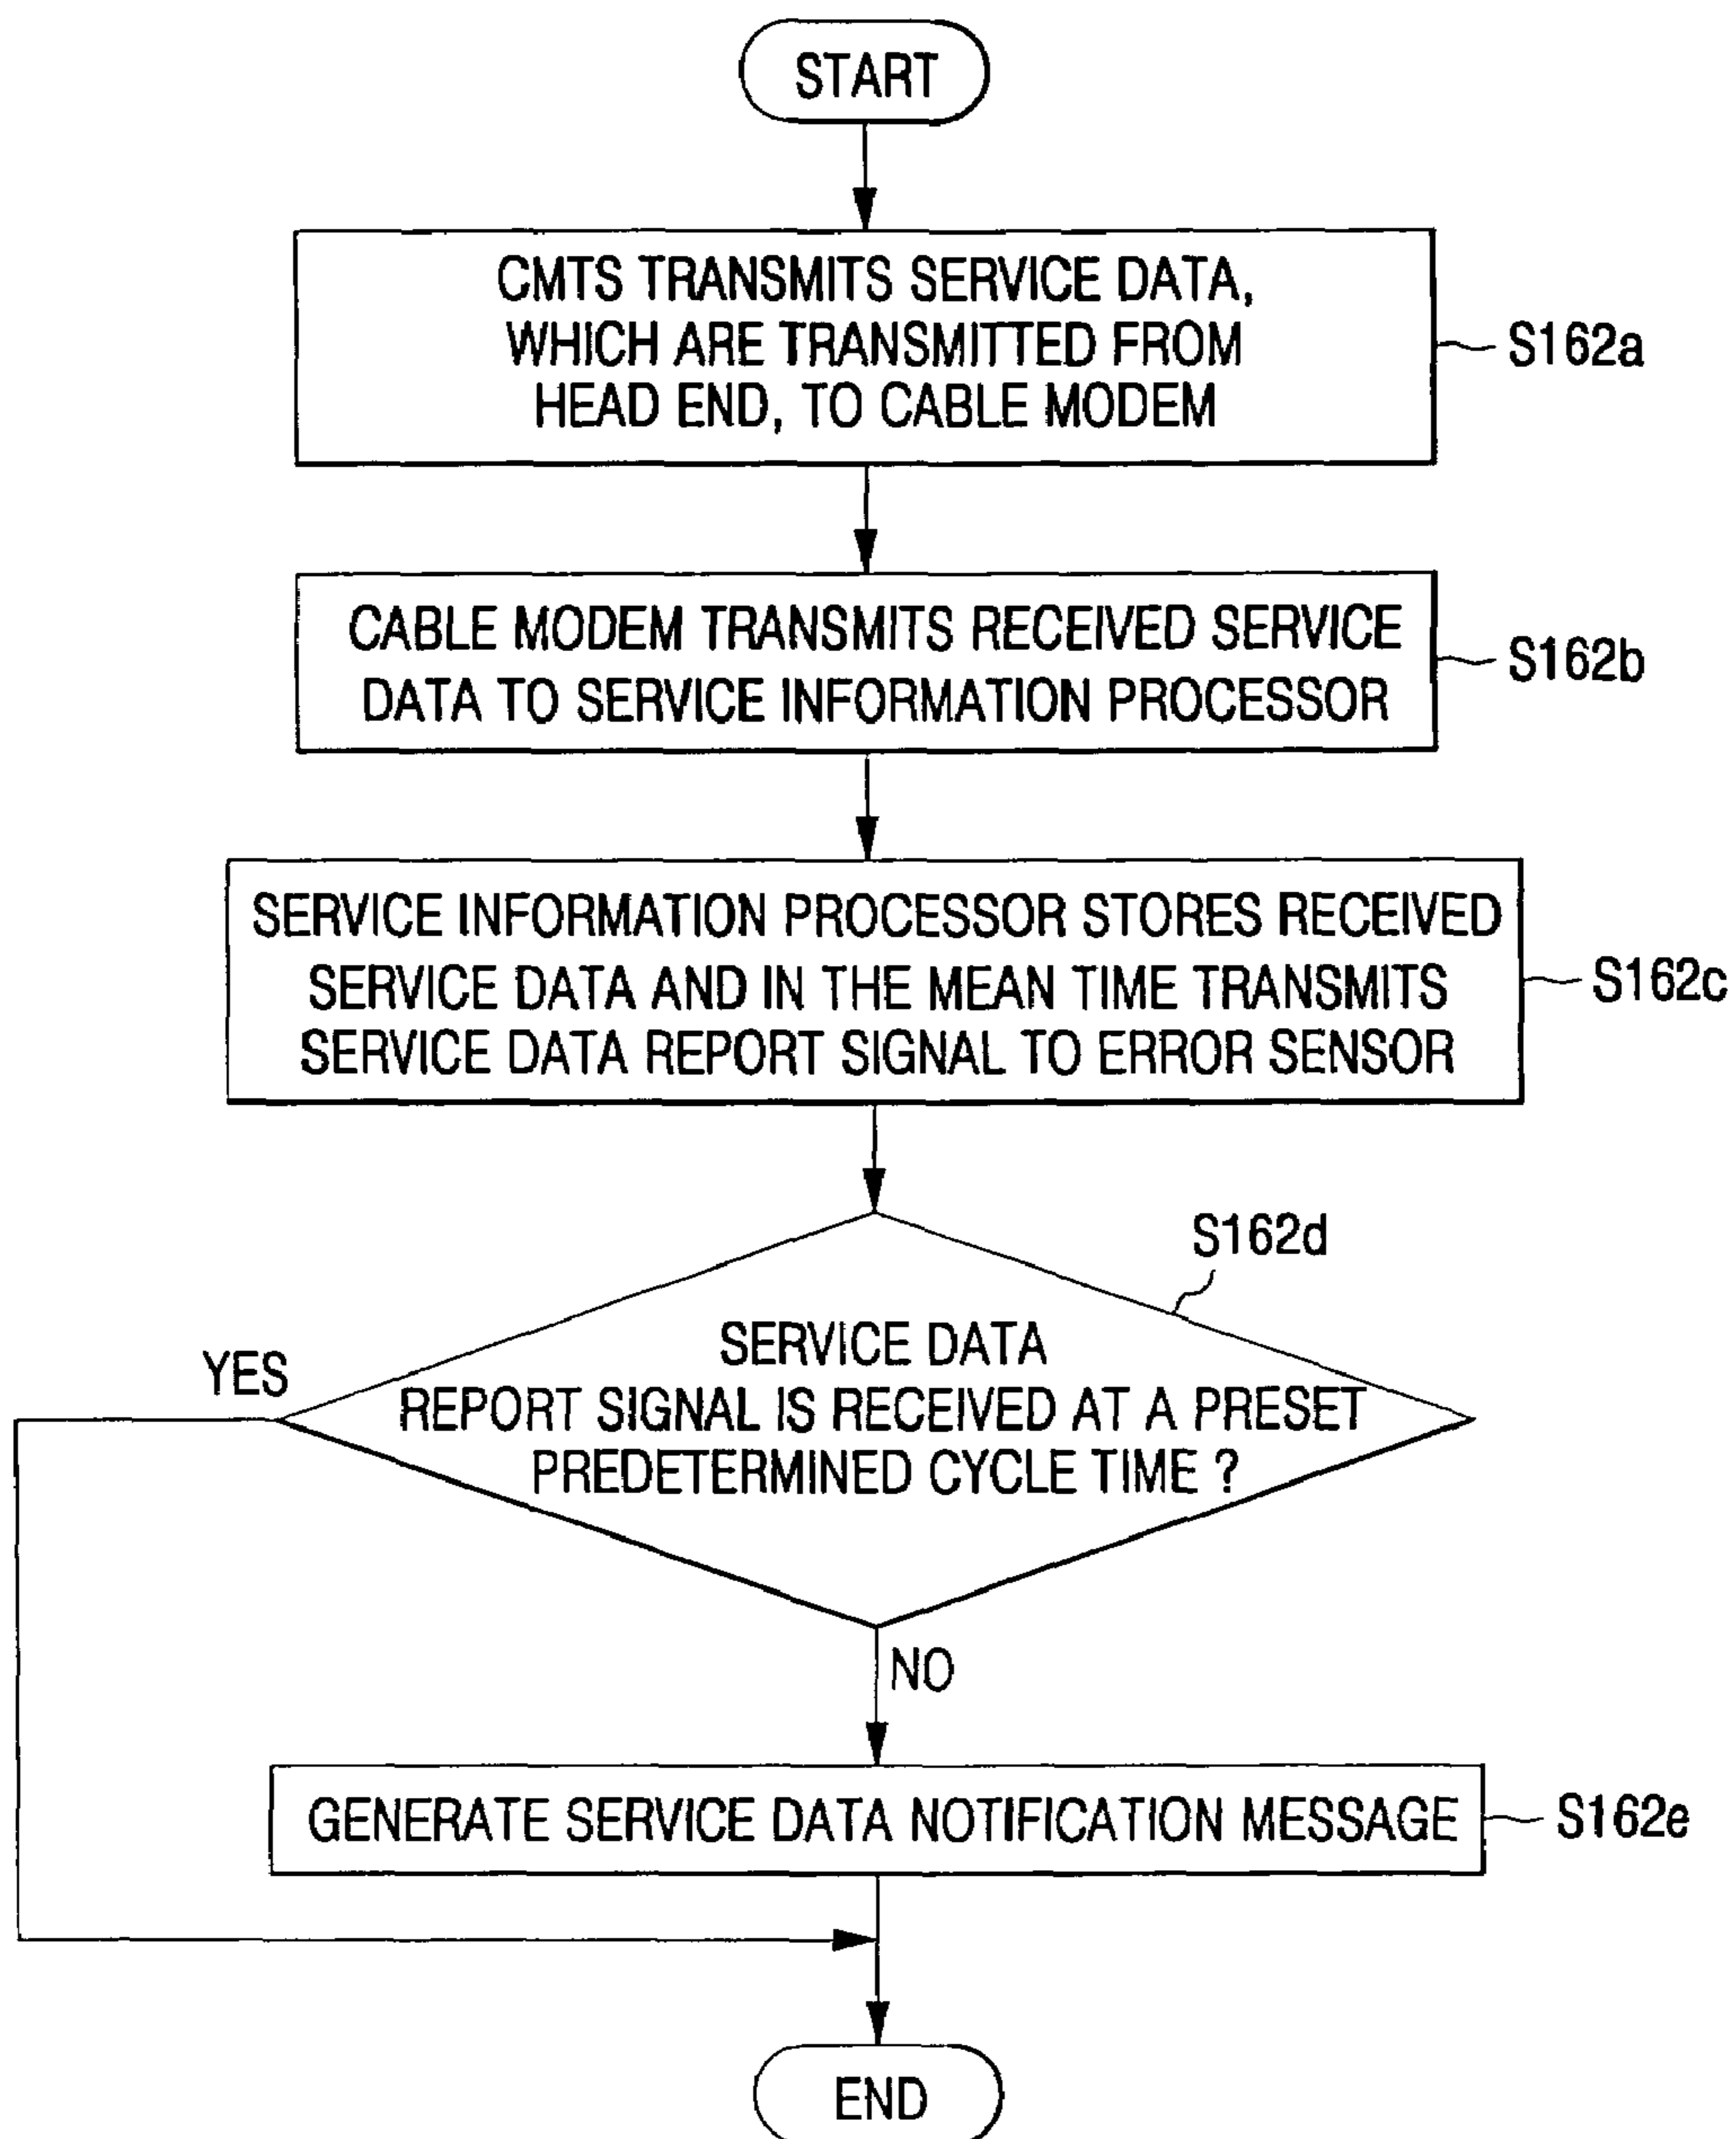 START
CMTS TRANSMITS SERVICE DATA,
WHICH ARE TRANSMITTED FROM
HEAD END, TO CABLE MODEM
S162a
CABLE MODEM TRANSMITS RECEIVED SERVICE
DATA TO SERVICE INFORMATION PROCESSOR
S162b
SERVICE INFORMATION PROCESSOR STORES RECEIVED
SERVICE DATA AND IN THE MEAN TIME TRANSMITS
SERVICE DATA REPORT SIGNAL TO ERROR SENSOR
S162c
S162d
SERVICE DATA
REPORT SIGNAL IS RECEIVED AT A PRESET
PREDETERMINED CYCLE TIME ?
YES
NO
GENERATE SERVICE DATA NOTIFICATION MESSAGE
S162e
END